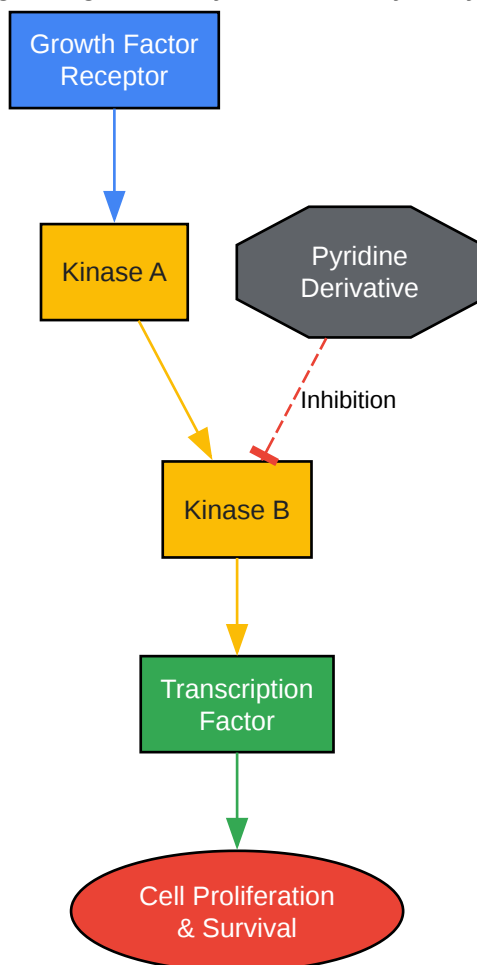 Growth Factor
Receptor
Kinase A
Pyridine
Derivative
Inhibition
Kinase B
Transcription
Factor
Cell Proliferation
& Survival